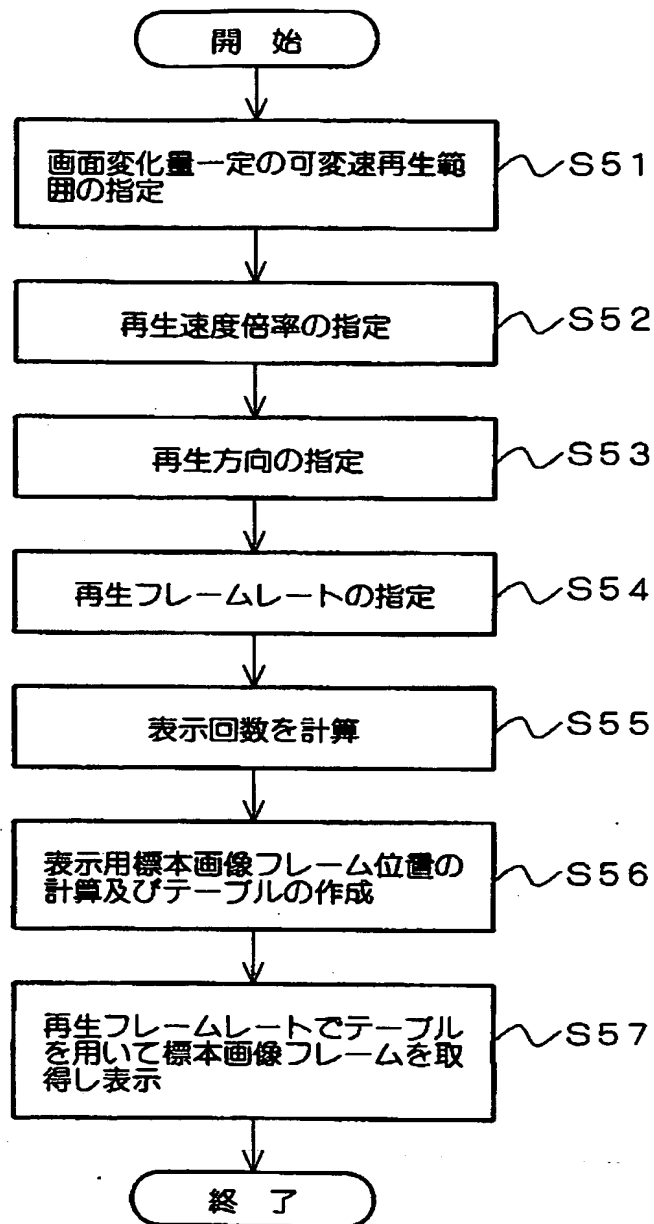 開 始
画面変化量一定の可変速再生範
囲の指定
S51
再生速度倍率の指定
S52
再生方向の指定
S53
再生フレームレートの指定
S54
表示回数を計算
S55
表示用標本画像フレーム位置の
計算及びテーブルの作成
S56
再生フレームレートでテーブル
を用いて標本画像フレームを取
得し表示
S57
終 了